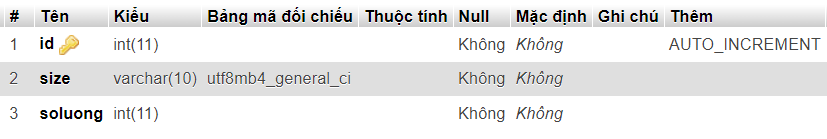 # Tên Kiểu Bảng mã đối chiếu Thuộc tính Null Mặc định Ghi chú Thêm
1 id int(11) Không Không AUTO_INCREMENT
2 size varchar(10) utf8mb4_general_ci Không Không
3 soluong int(11) Không Không